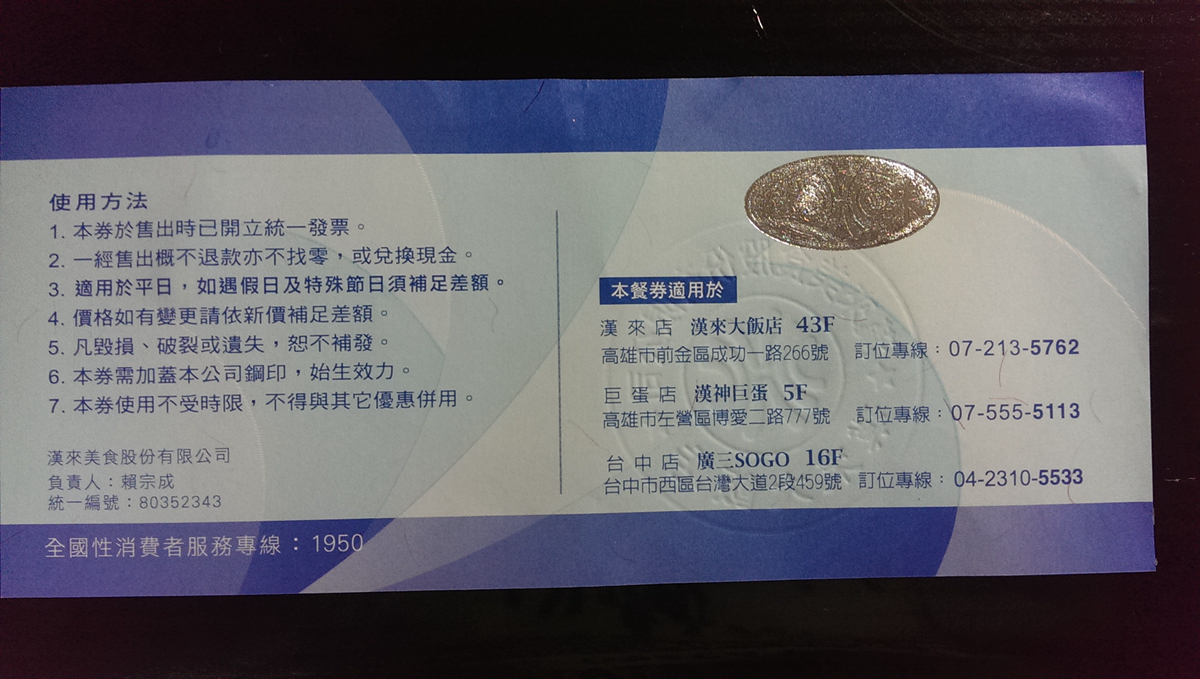 使用方法
1. 本券於售出時已開立統一發票。
2. 一經售出概不退款亦不找零，或兌換現金。
3. 適用於平日，如遇假日及特殊節日須補足差額。
4. 價格如有變更請依新價補足差額。
5. 凡毀損、破裂或遺失，恕不補發。
6. 本券需加蓋本公司鋼印，始生效力。
7. 本券使用不受時限，不得與其它優惠併用。
漢來美食股份有限公司
負責人：賴宗成
統一編號：80352343
全國性消費者服務專線：1950
本餐券適用於
漢來店 漢來大飯店 43F
高雄市前金區成功一路266號 訂位專線：07-213-5762
巨蛋店 漢神巨蛋 5F
高雄市左營區博愛二路777號 訂位專線：07-555-5113
台中店 廣三SOGO 16F
台中市西區台灣大道2段459號 訂位專線：04-2310-5533